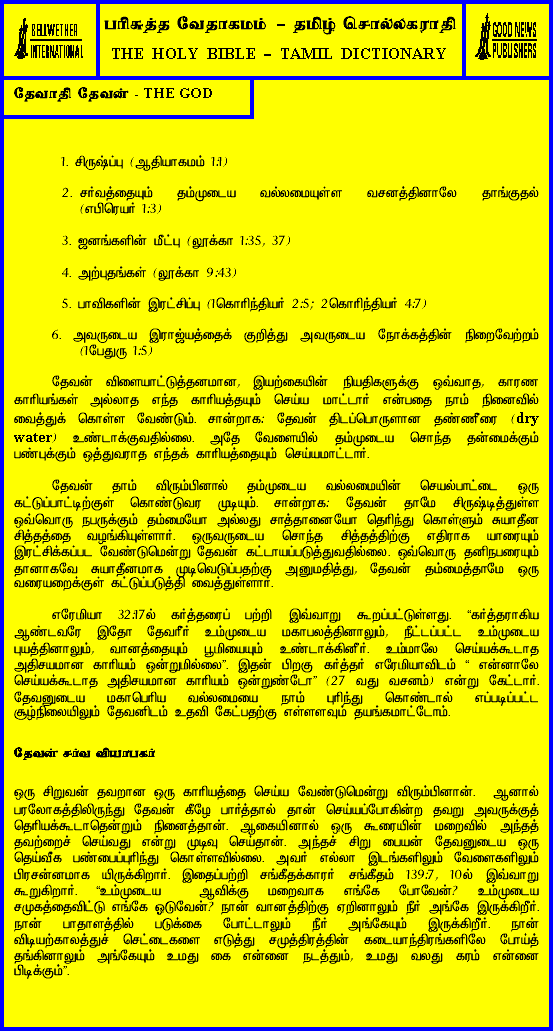 BELLWETHER
INTERNATIONAL
பரிசுத்த வேதாகமம் – தமிழ் சொல்லகராதி
THE HOLY BIBLE – TAMIL DICTIONARY
GOOD NEWS
PUBLISHERS
தேவாதி தேவன் - THE GOD
1. சிருஷ்ப்பு (ஆதியாகமம் 1:1)
2. சர்வத்தையும் தம்முடைய வல்லமையுள்ள வசனத்தினாலே தாங்குதல்
(எபிரெயர் 1:3)
3. ஜனங்களின் மீட்பு (லூக்கா 1:35, 37)
4. அற்புதங்கள் (லூக்கா 9:43)
5. பாவிகளின் இரட்சிப்பு (1கொரிந்தியர் 2:5; 2கொரிந்தியர் 4:7)
6. அவருடைய இராஜ்யத்தைக் குறித்து அவருடைய நோக்கத்தின் நிறைவேற்றம்
(1பேதுரு 1:5)
தேவன் விளையாட்டுத்தனமான, இயற்கையின் நியதிகளுக்கு ஒவ்வாத, காரண
காரியங்கள் அல்லாத எந்த காரியத்தயும் செய்ய மாட்டார் என்பதை நாம் நினைவில்
வைத்துக் கொள்ள வேண்டும். சான்றாக: தேவன் திடப்பொருளான தண்ணீரை (dry
water) உண்டாக்குவதில்லை. அதே வேளையில் தம்முடைய சொந்த தன்மைக்கும்
பண்புக்கும் ஒத்துவராத எந்தக் காரியத்தையும் செய்யமாட்டார்.
தேவன் தாம் விரும்பினால் தம்முடைய வல்லமையின் செயல்பாட்டை ஒரு
கட்டுப்பாட்டிற்குள் கொண்டுவர முடியும். சான்றாக: தேவன் தாமே சிருஷ்டித்துள்ள
ஒவ்வொரு நபருக்கும் தம்மையோ அல்லது சாத்தானையோ தெரிந்து கொள்ளும் சுயாதீன
சித்தத்தை வழங்கியுள்ளார். ஒருவருடைய சொந்த சித்தத்திற்கு எதிராக யாரையும்
இரட்சிக்கப்பட வேண்டுமென்று தேவன் கட்டாயப்படுத்துவதில்லை. ஒவ்வொரு தனிநபரையும்
தானாகவே சுயாதீனமாக முடிவெடுப்பதற்கு அனுமதித்து, தேவன் தம்மைத்தாமே ஒரு
வரையறைக்குள் கட்டுப்படுத்தி வைத்துள்ளார்.
எரேமியா 32:17ல் கர்த்தரைப் பற்றி இவ்வாறு கூறப்பட்டுள்ளது. “கர்த்தராகிய
ஆண்டவரே இதோ தேவரீர் உம்முடைய மகாபலத்தினாலும், நீட்டப்பட்ட உம்முடைய
புயத்தினாலும், வானத்தையும் பூமியையும் உண்டாக்கினீர். உம்மாலே செய்யக்கூடாத
அதிசயமான காரியம் ஒன்றுமில்லை”. இதன் பிறகு கர்த்தர் எரேமியாவிடம் “ என்னாலே
செய்யக்கூடாத அதிசயமான காரியம் ஒன்றுண்டோ” (27 வது வசனம்) என்று கேட்டார்.
தேவனுடைய மகாபெரிய வல்லமையை நாம் புரிந்து கொண்டால் எப்படிப்பட்ட
சூழ்நிலையிலும் தேவனிடம் உதவி கேட்பதற்கு எள்ளளவும் தயங்கமாட்டோம்.
தேவன் சர்வ வியாபகர்
ஒரு சிறுவன் தவறான ஒரு காரியத்தை செய்ய வேண்டுமென்று விரும்பினான். ஆனால்
பரலோகத்திலிருந்து தேவன் கீழே பார்த்தால் தான் செய்யப்போகின்ற தவறு அவருக்குத்
தெரியக்கூடாதென்றும் நினைத்தான். ஆகையினால் ஒரு கூரையின் மறைவில் அந்தத்
தவற்றைச் செய்வது என்று முடிவு செய்தான். அந்தச் சிறு பையன் தேவனுடைய ஒரு
தெய்வீக பண்பைப்புரிந்து கொள்ளவில்லை. அவர் எல்லா இடங்களிலும் வேளைகளிலும்
பிரசன்னமாக யிருக்கிறார். இதைப்பற்றி சங்கீதக்காரர் சங்கீதம் 139:7, 10ல் இவ்வாறு
கூறுகிறார். “உம்முடைய ஆவிக்கு மறைவாக எங்கே போவேன்? உம்முடைய
சமுகத்தைவிட்டு எங்கே ஓடுவேன்? நான் வானத்திற்கு ஏறினாலும் நீர் அங்கே இருக்கிறீர்.
நான் பாதாளத்தில் படுக்கை போட்டாலும் நீர் அங்கேயும் இருக்கிறீர். நான்
விடியற்காலத்துச் செட்டைகளை எடுத்து சமுத்திரத்தின் கடையாந்திரங்களிலே போய்த்
தங்கினாலும் அங்கேயும் உமது கை என்னை நடத்தும், உமது வலது கரம் என்னை
பிடிக்கும்”.